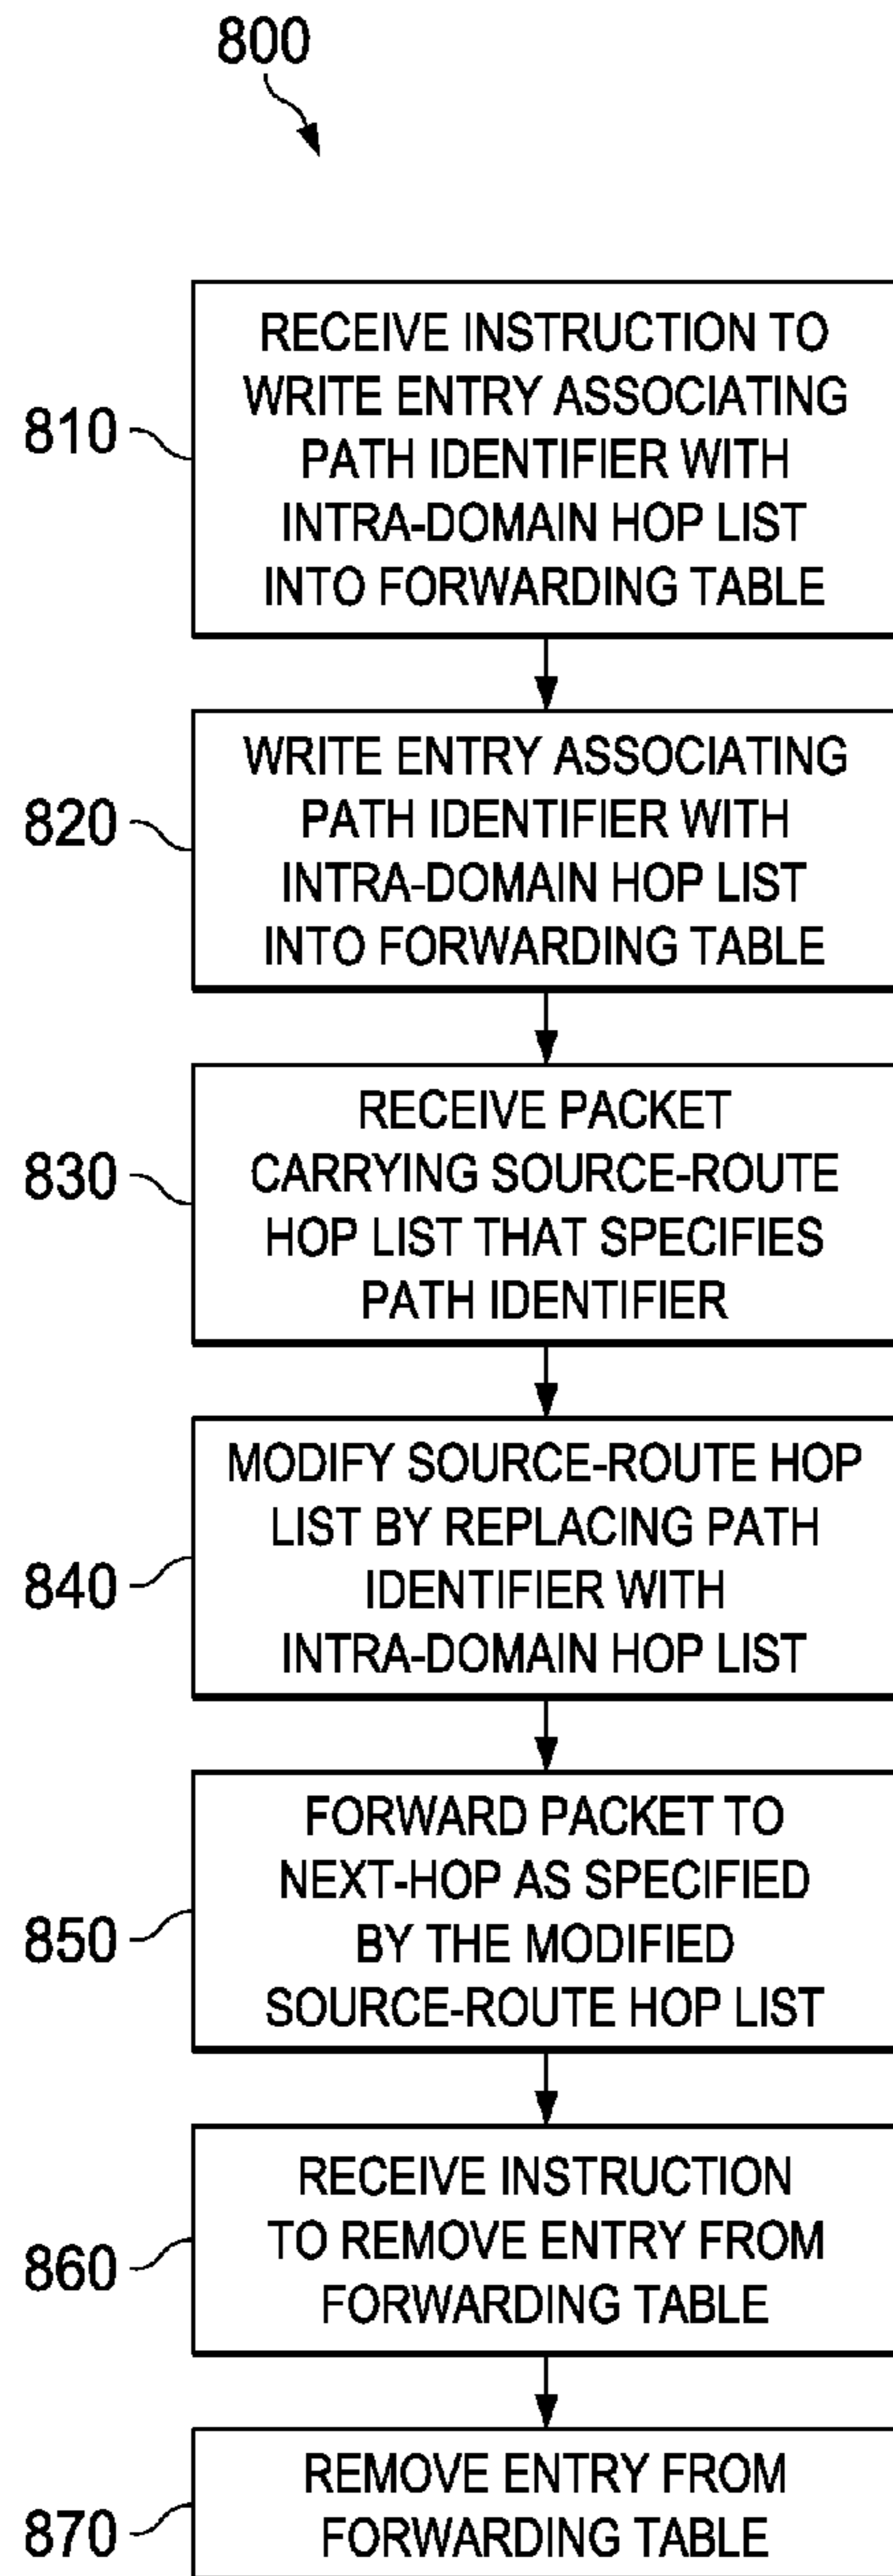 800
810
RECEIVE INSTRUCTION TO
WRITE ENTRY ASSOCIATING
PATH IDENTIFIER WITH
INTRA-DOMAIN HOP LIST
INTO FORWARDING TABLE
820
WRITE ENTRY ASSOCIATING
PATH IDENTIFIER WITH
INTRA-DOMAIN HOP LIST
INTO FORWARDING TABLE
830
RECEIVE PACKET
CARRYING SOURCE-ROUTE
HOP LIST THAT SPECIFIES
PATH IDENTIFIER
840
MODIFY SOURCE-ROUTE HOP
LIST BY REPLACING PATH
IDENTIFIER WITH
INTRA-DOMAIN HOP LIST
850
FORWARD PACKET TO
NEXT-HOP AS SPECIFIED
BY THE MODIFIED
SOURCE-ROUTE HOP LIST
860
RECEIVE INSTRUCTION
TO REMOVE ENTRY FROM
FORWARDING TABLE
870
REMOVE ENTRY FROM
FORWARDING TABLE